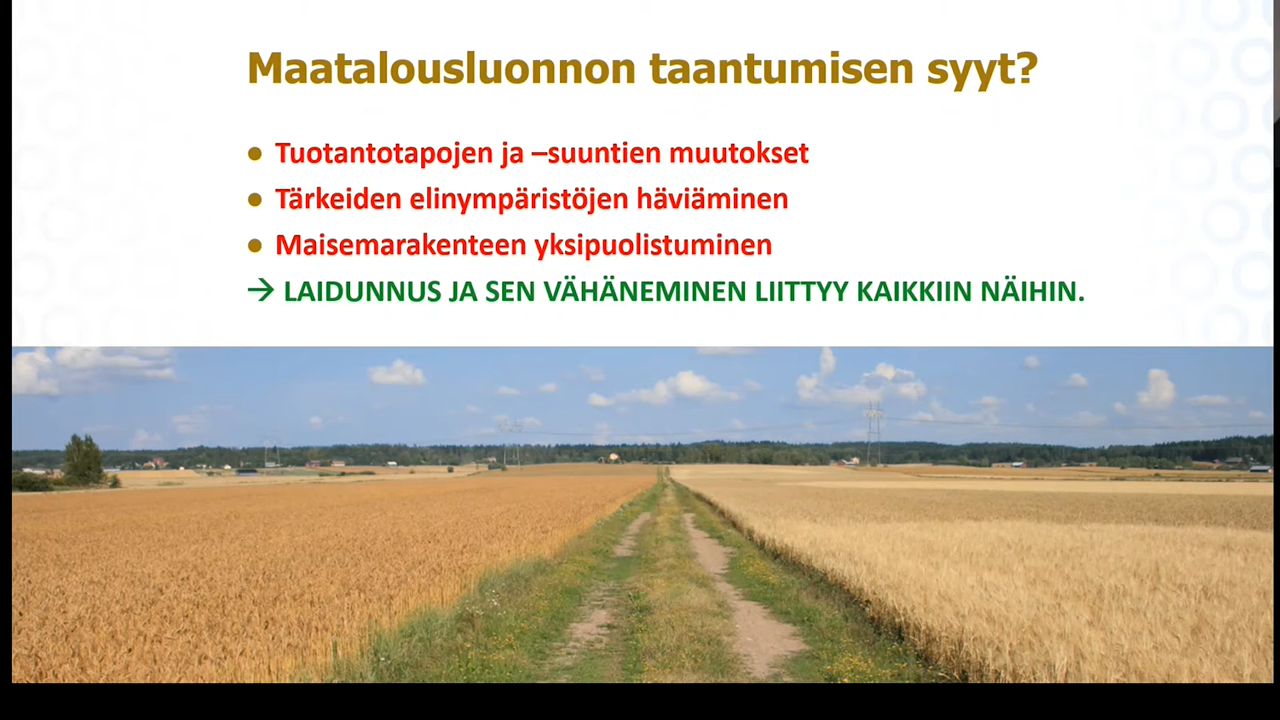 Maatalousluonnon taantumisen syyt?
● Tuotantotapojen ja –suuntien muutokset
● Tärkeiden elinympäristöjen häviäminen
● Maisemarakenteen yksipuolistuminen
→ LAIDUNNUS JA SEN VÄHÄNEMINEN LIITTYY KAIKKIIN NÄIHIN.